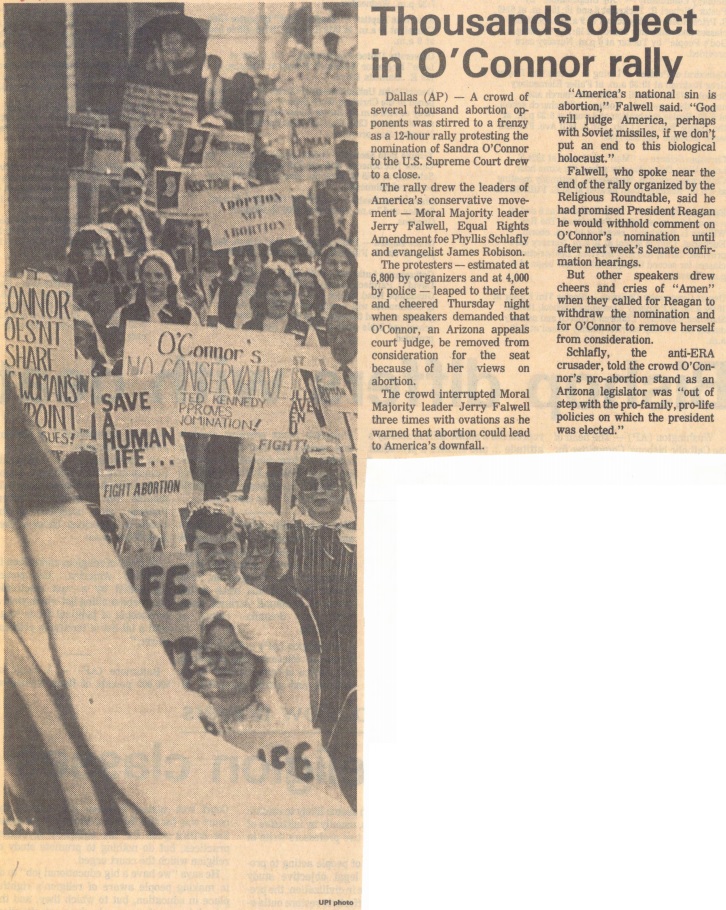 Thousands object
in O'Connor rally
Dallas (AP) — A crowd of
several thousand abortion op-
ponents was stirred to a frenzy
as a 12-hour rally protesting the
nomination of Sandra O'Connor
to the U.S. Supreme Court drew
to a close.
The rally drew the leaders of
America's conservative move-
ment — Moral Majority leader
Jerry Falwell, Equal Rights
Amendment foe Phyllis Schlafly
and evangelist James Robison.
The protesters — estimated at
6,800 by organizers and at 4,000
by police — leaped to their feet
and cheered Thursday night
when speakers demanded that
O'Connor, an Arizona appeals
court judge, be removed from
consideration for the seat
because of her views on
abortion.
The crowd interrupted Moral
Majority leader Jerry Falwell
three times with ovations as he
warned that abortion could lead
to America's downfall.
"America's national sin is
abortion," Falwell said. "God
will judge America, perhaps
with Soviet missiles, if we don't
put an end to this biological
holocaust."
Falwell, who spoke near the
end of the rally organized by the
Religious Roundtable, said he
had promised President Reagan
he would withhold comment on
O'Connor's nomination until
after next week's Senate confir-
mation hearings.
But other speakers drew
cheers and cries of "Amen"
when they called for Reagan to
withdraw the nomination and
for O'Connor to remove herself
from consideration.
Schlafly, the anti-ERA
crusader, told the crowd O'Con-
nor's pro-abortion stand as an
Arizona legislator was "out of
step with the pro-family, pro-life
policies on which the president
was elected."
SAVE
A
HUMAN
LIFE...
ABORTION
ABORTION
ABORTION
ADOPTION
NOT
ABORTION
CONNOR
OES'NT
SHARE
WOMAN'S
POINT
SUES!
O'Connor's
NO CONSERVATIVE
TED KENNEDY
PPROVES
NOMINATION!
FIGHT!
SAVE
A
HUMAN
LIFE...
FIGHT ABORTION
IFE
IFE
UPI photo